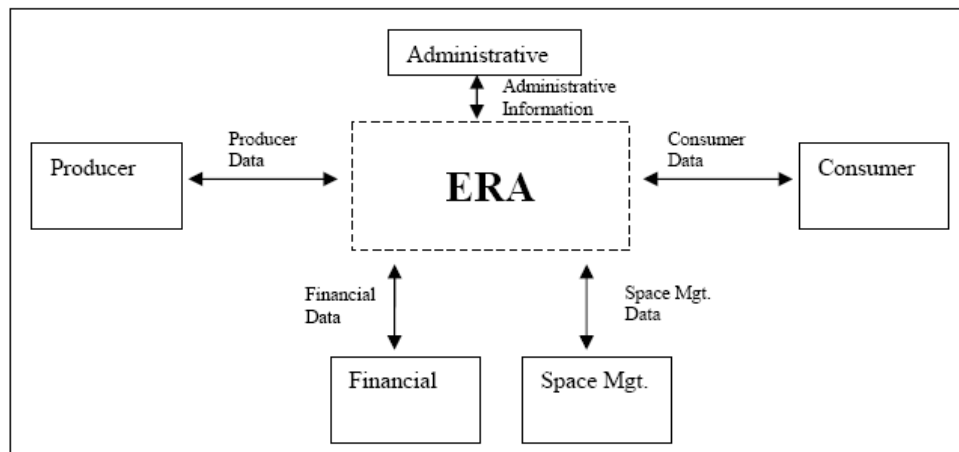 Administrative
Administrative
Information
Producer
Data
Consumer
Data
Producer
ERA
Consumer
Financial
Data
Space Mgt.
Data
Financial
Space Mgt.